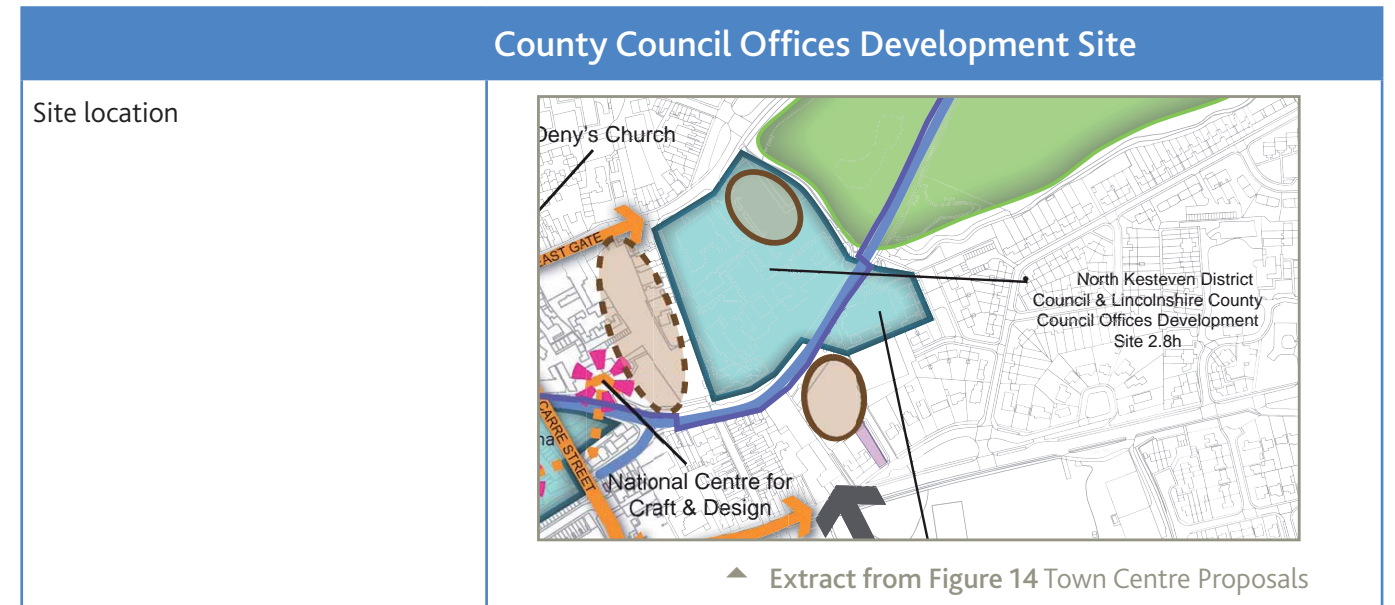 County Council Offices Development Site
Site location
Deny's Church
EAST GATE
North Kesteven District
Council & Lincolnshire County
Council Offices Development
Site 2.8h
CARRE STREET
National Centre for
Craft & Design
Extract from Figure 14 Town Centre Proposals